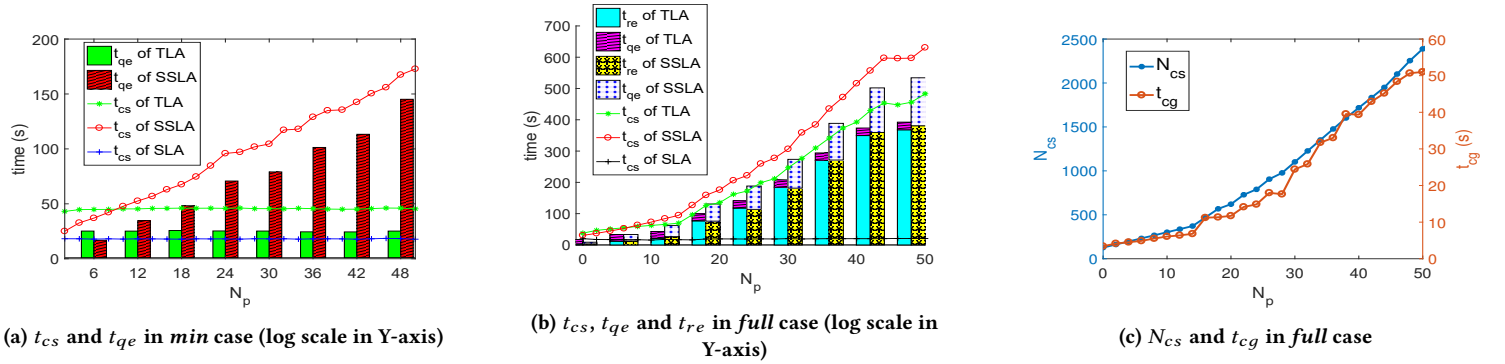 200
150
100
50
0
time (s)
t_qe of TLA
t_qe of SSLA
t_cs of TLA
t_cs of SSLA
t_cs of SLA
6 12 18 24 30 36 42 48
N_p
(a) t_cs and t_qe in min case (log scale in Y-axis)
700
600
500
400
300
200
100
0
time (s)
t_re of TLA
t_qe of TLA
t_re of SSLA
t_qe of SSLA
t_cs of TLA
t_cs of SSLA
t_cs of SLA
0 10 20 30 40 50
N_p
(b) t_cs, t_qe and t_re in full case (log scale in
Y-axis)
2500
2000
1500
1000
500
0
N_cs
N_cs
t_cg
60
50
40
30
20
10
0
t_cg (s)
0 10 20 30 40 50
N_p
(c) N_cs and t_cg in full case